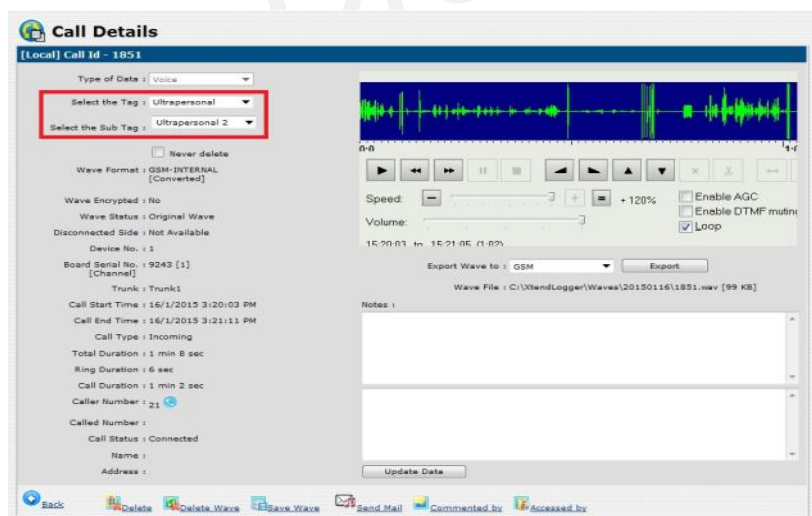 Call Details
[Local] Call Id - 1851
Type of Data : Voice
Select the Tag : Ultrapersonal
Select the Sub Tag : Ultrapersonal 2
Never delete
Wave Format : GSM-INTERNAL
[Converted]
Wave Encrypted : No
Wave Status : Original Wave
Disconnected Side : Not Available
Device No. : 1
Board Serial No. : 9243 [1]
[Channel]
Trunk : Trunk1
Call Start Time : 16/1/2015 3:20:03 PM
Call End Time : 16/1/2015 3:21:11 PM
Call Type : Incoming
Total Duration : 1 min 8 sec
Ring Duration : 6 sec
Call Duration : 1 min 2 sec
Caller Number : 21
Called Number :
Call Status : Connected
Name :
Address :
0-0
Speed: + 120%
Enable AGC
Enable DTMF muting
Volume:
Loop
15:20:03 to 15:21:05 (1:02)
Export Wave to : GSM Export
Wave File : C:\XtendLogger\Waves\20150116\1851.wav [99 KB]
Notes :
Update Data
Back Delete Delete Wave Save Wave Send Mail Commented by Accessed by